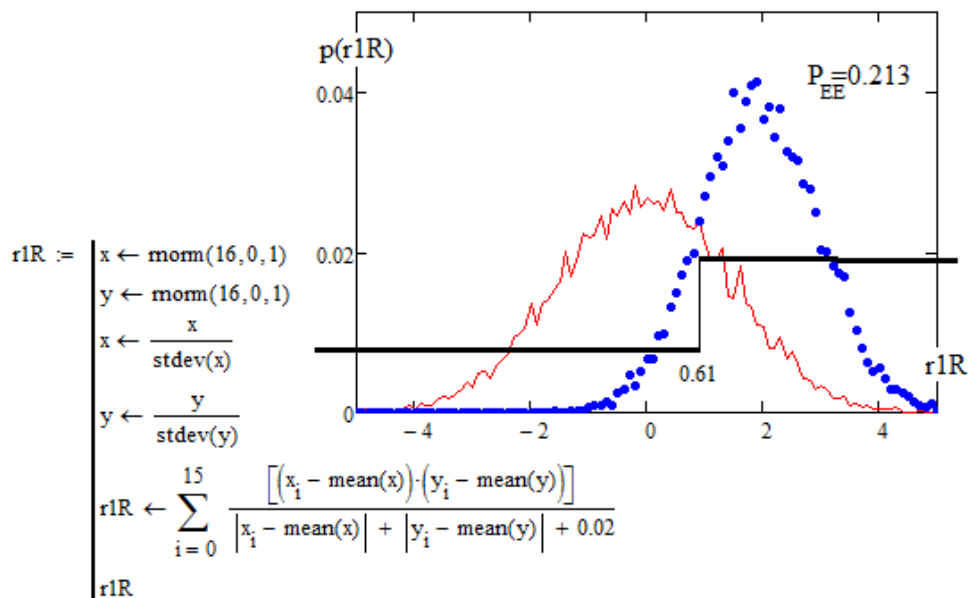 p(r1R)
P_EE=0.213
0.04
0.02
0
0.61
r1R
−4 −2 0 2 4
r1R := x ← rnorm(16,0,1)
y ← rnorm(16,0,1)
x ← x / stdev(x)
y ← y / stdev(y)
r1R ← ∑_{i = 0}^{15} [(x_i − mean(x))·(y_i − mean(y))] / (|x_i − mean(x)| + |y_i − mean(y)| + 0.02)
r1R